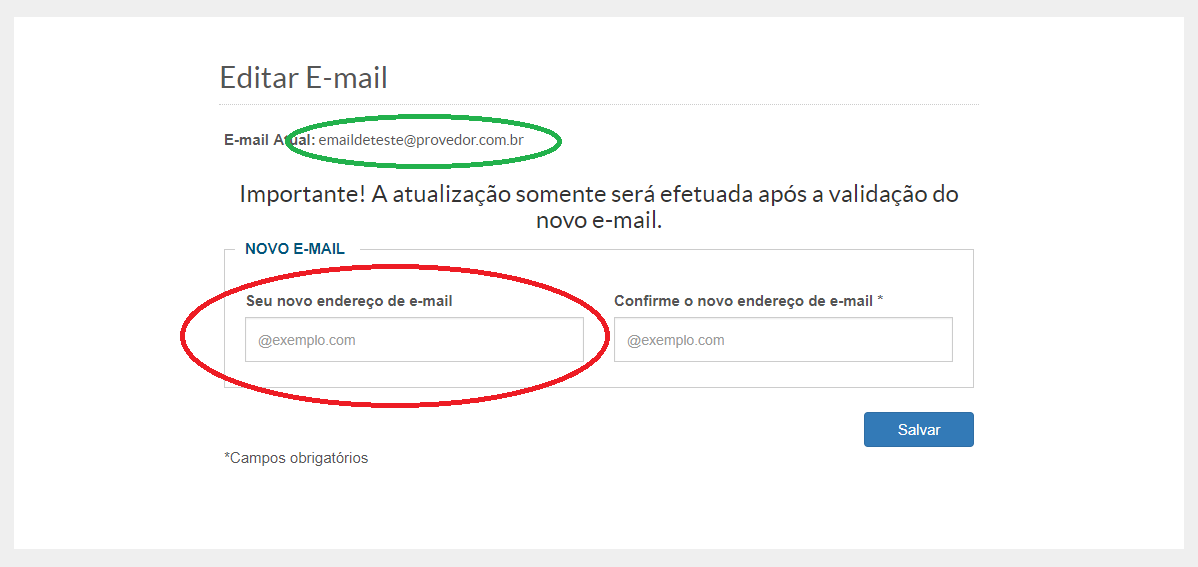 Editar E-mail
E-mail Atual: emaildeteste@provedor.com.br
Importante! A atualização somente será efetuada após a validação do
novo e-mail.
NOVO E-MAIL
Seu novo endereço de e-mail
Confirme o novo endereço de e-mail *
@exemplo.com
@exemplo.com
Salvar
*Campos obrigatórios